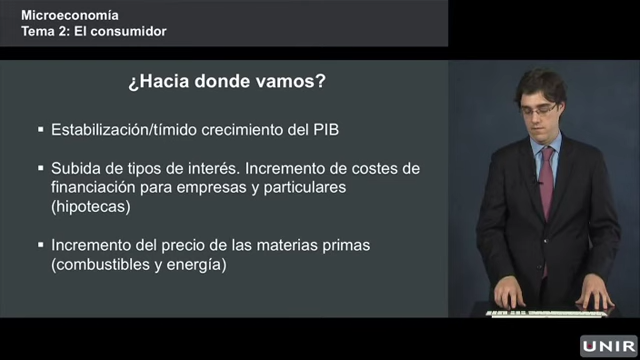 Microeconomía
Tema 2: El consumidor
¿Hacia donde vamos?
▪ Estabilización/tímido crecimiento del PIB
▪ Subida de tipos de interés. Incremento de costes de
financiación para empresas y particulares
(hipotecas)
▪ Incremento del precio de las materias primas
(combustibles y energía)
UNIR